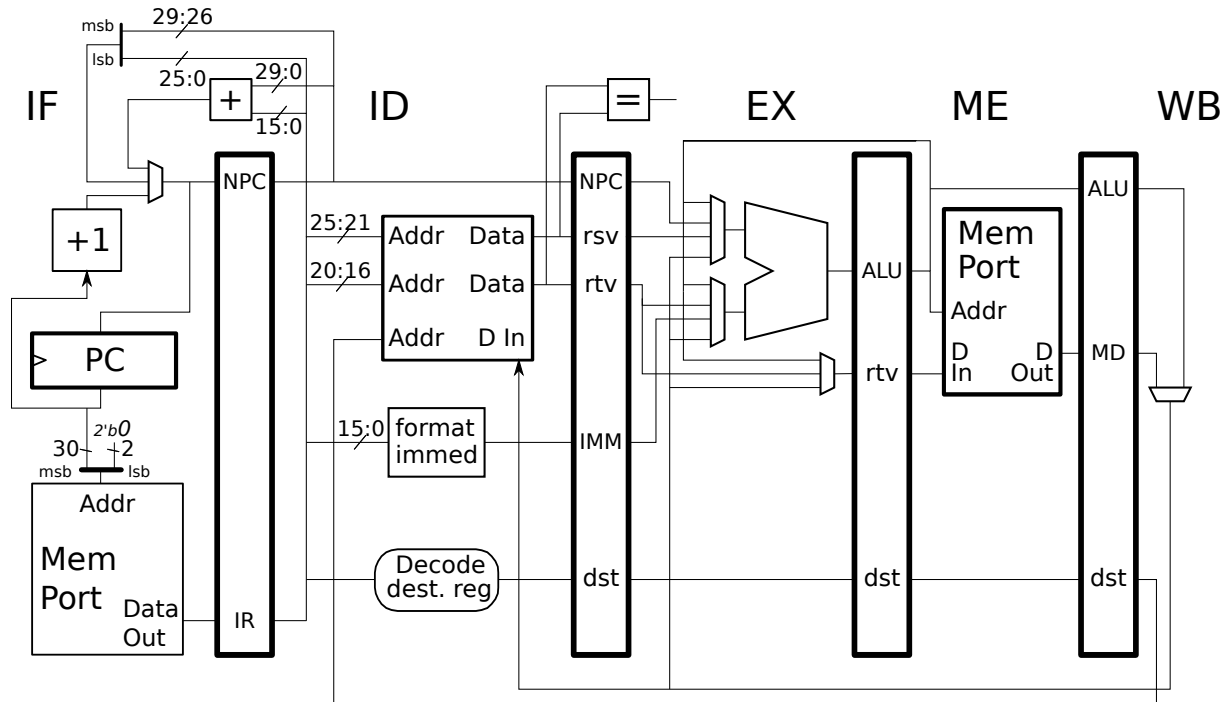 29:26
msb
lsb
25:0
29:0
+
15:0
=
IF
ID
EX
ME
WB
NPC
NPC
ALU
+1
25:21
Addr
Data
rsv
Mem
Port
20:16
Addr
Data
rtv
ALU
Addr
Addr
D In
PC
D
In
D
Out
MD
rtv
15:0
format
immed
IMM
2'b0
30
2
msb
lsb
Addr
Mem
Port
Data
Out
IR
Decode
dest. reg
dst
dst
dst